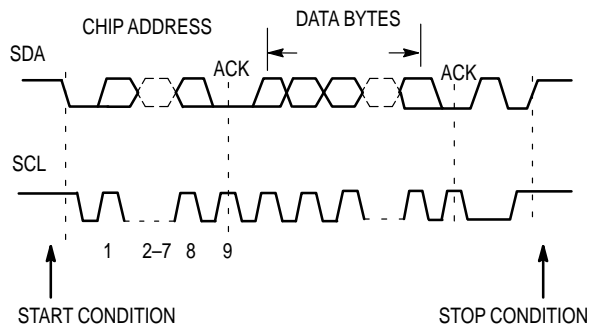 CHIP ADDRESS
DATA BYTES
SDA
ACK
ACK
SCL
1 2–7 8 9
START CONDITION
STOP CONDITION